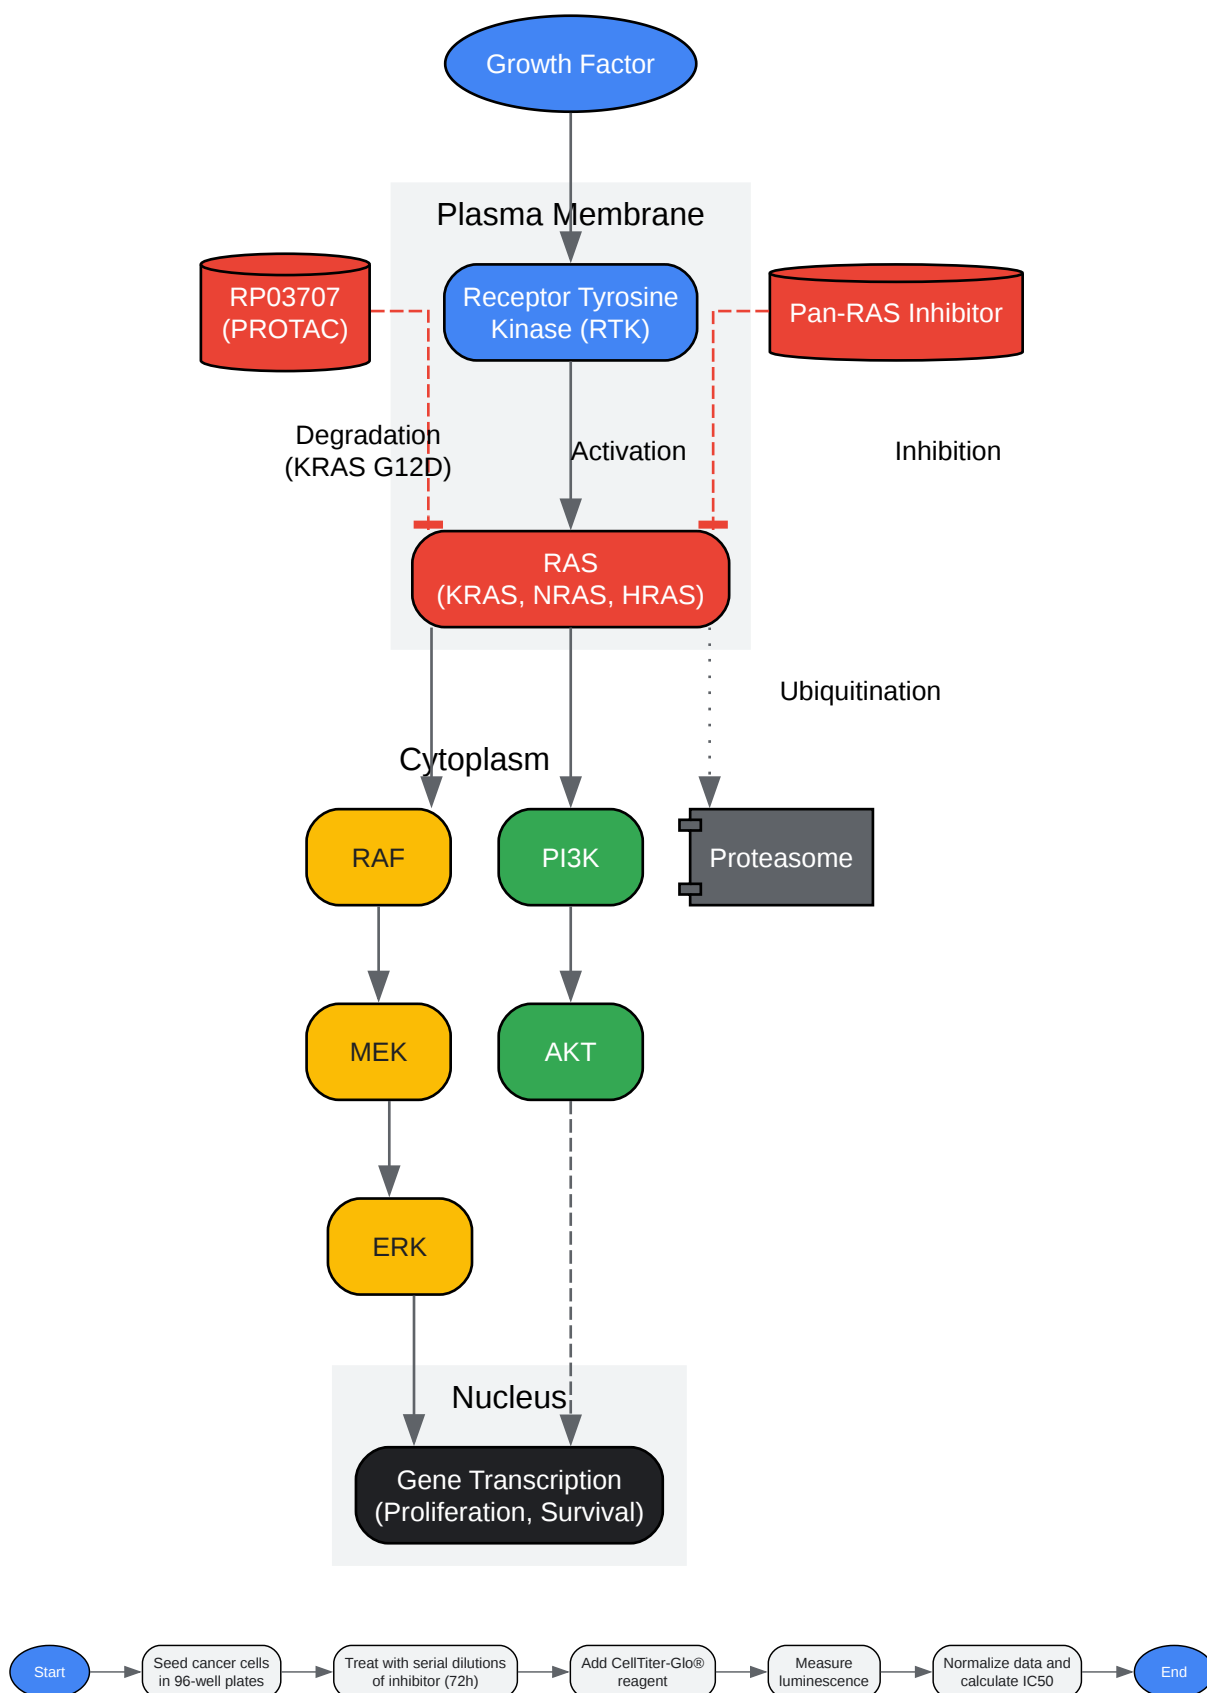 Growth Factor
Plasma Membrane
RP03707
(PROTAC)
Receptor Tyrosine
Kinase (RTK)
Pan-RAS Inhibitor
Degradation
(KRAS G12D)
Activation
Inhibition
RAS
(KRAS, NRAS, HRAS)
Ubiquitination
Cytoplasm
RAF
PI3K
Proteasome
MEK
AKT
ERK
Nucleus
Gene Transcription
(Proliferation, Survival)
Start
Seed cancer cells
in 96-well plates
Treat with serial dilutions
of inhibitor (72h)
Add CellTiter-Glo®
reagent
Measure
luminescence
Normalize data and
calculate IC50
End